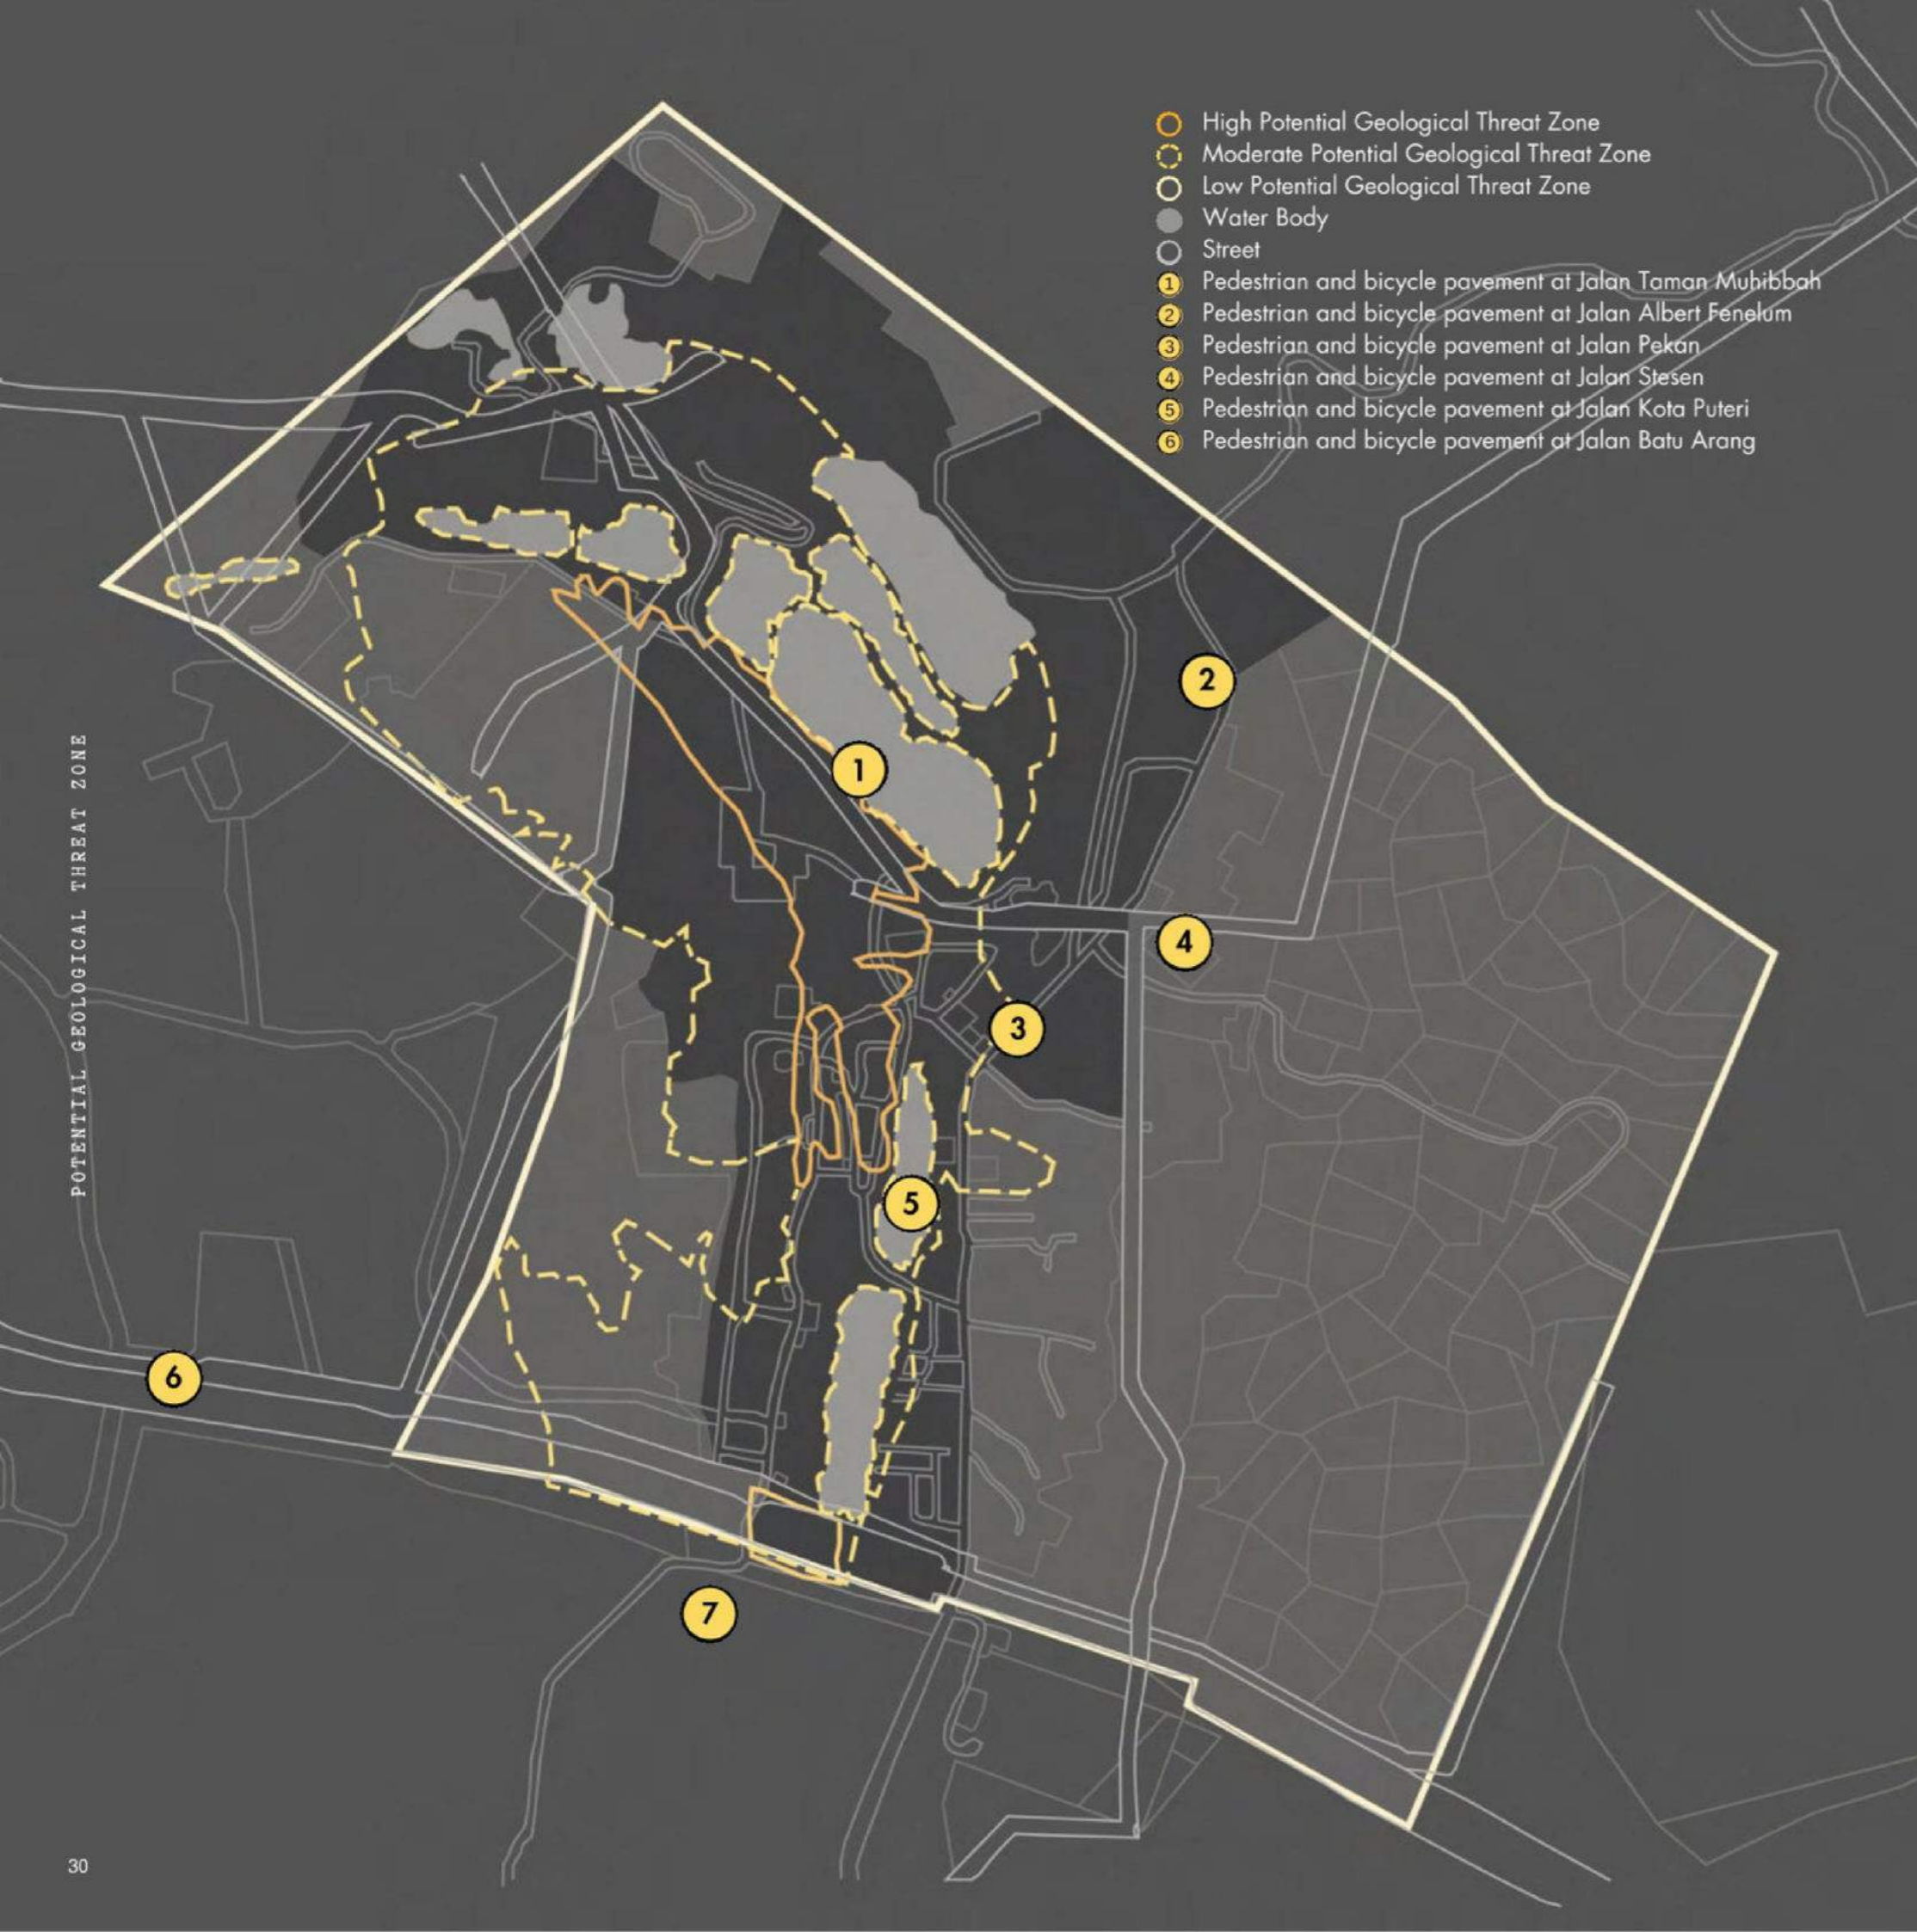 High Potential Geological Threat Zone
Moderate Potential Geological Threat Zone
Low Potential Geological Threat Zone
Water Body
Street
1 Pedestrian and bicycle pavement at Jalan Taman Muhibbah
2 Pedestrian and bicycle pavement at Jalan Albert Fenelum
3 Pedestrian and bicycle pavement at Jalan Pekan
4 Pedestrian and bicycle pavement at Jalan Stesen
5 Pedestrian and bicycle pavement at Jalan Kota Puteri
6 Pedestrian and bicycle pavement at Jalan Batu Arang
2
1
4
3
5
6
7
POTENTIAL GEOLOGICAL THREAT ZONE
30